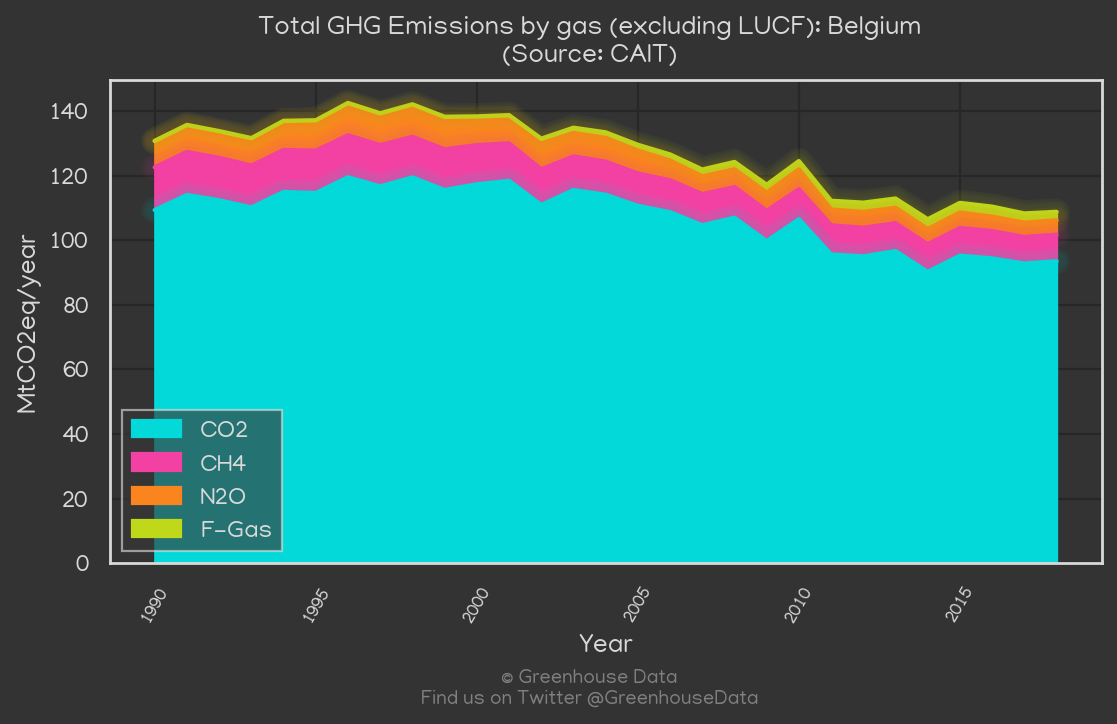 Total GHG Emissions by gas (excluding LUCF): Belgium
(Source: CAIT)
MtCO2eq/year
140
120
100
80
60
40
20
0
CO2
CH4
N2O
F-Gas
1990
1995
2000
2005
2010
2015
Year
© Greenhouse Data
Find us on Twitter @GreenhouseData